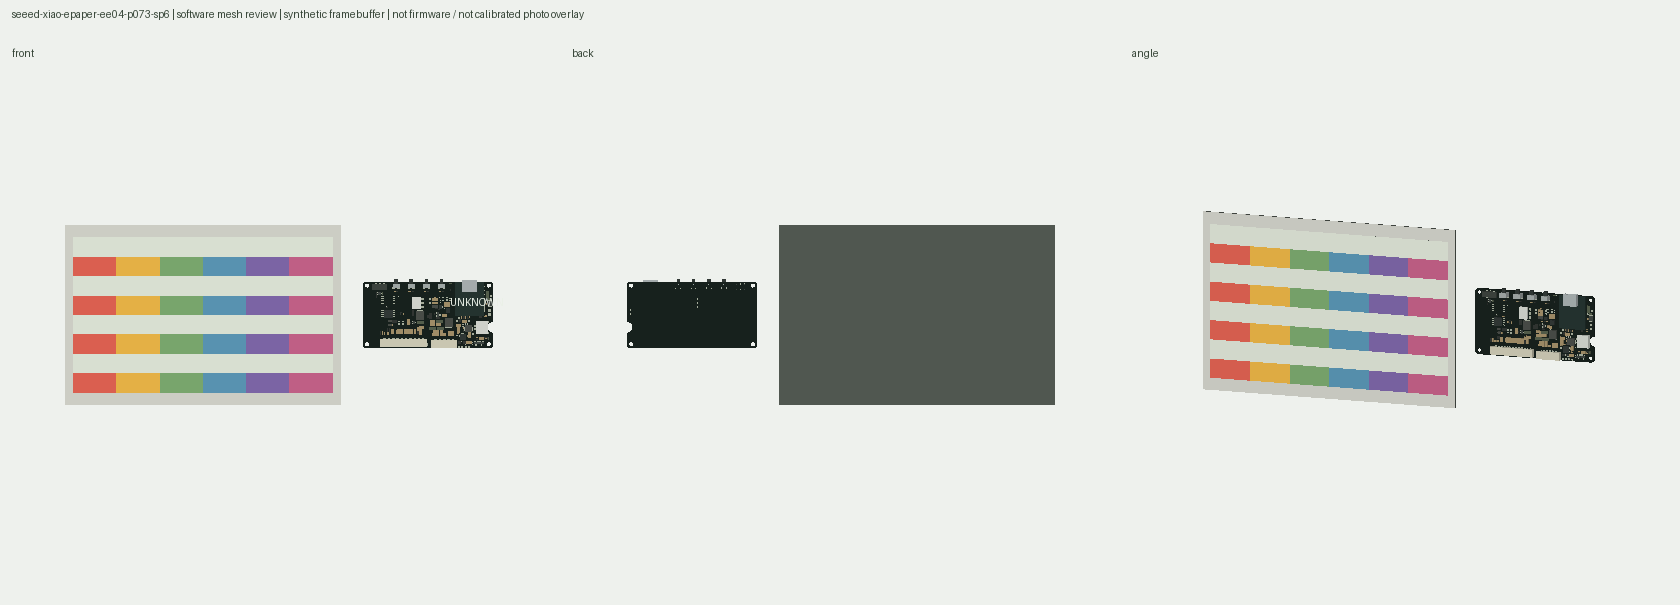 seeed-xiao-epaper-ee04-p073-sp6 | software mesh review | synthetic framebuffer | not firmware / not calibrated photo overlay
front
back
angle
UNKNOW